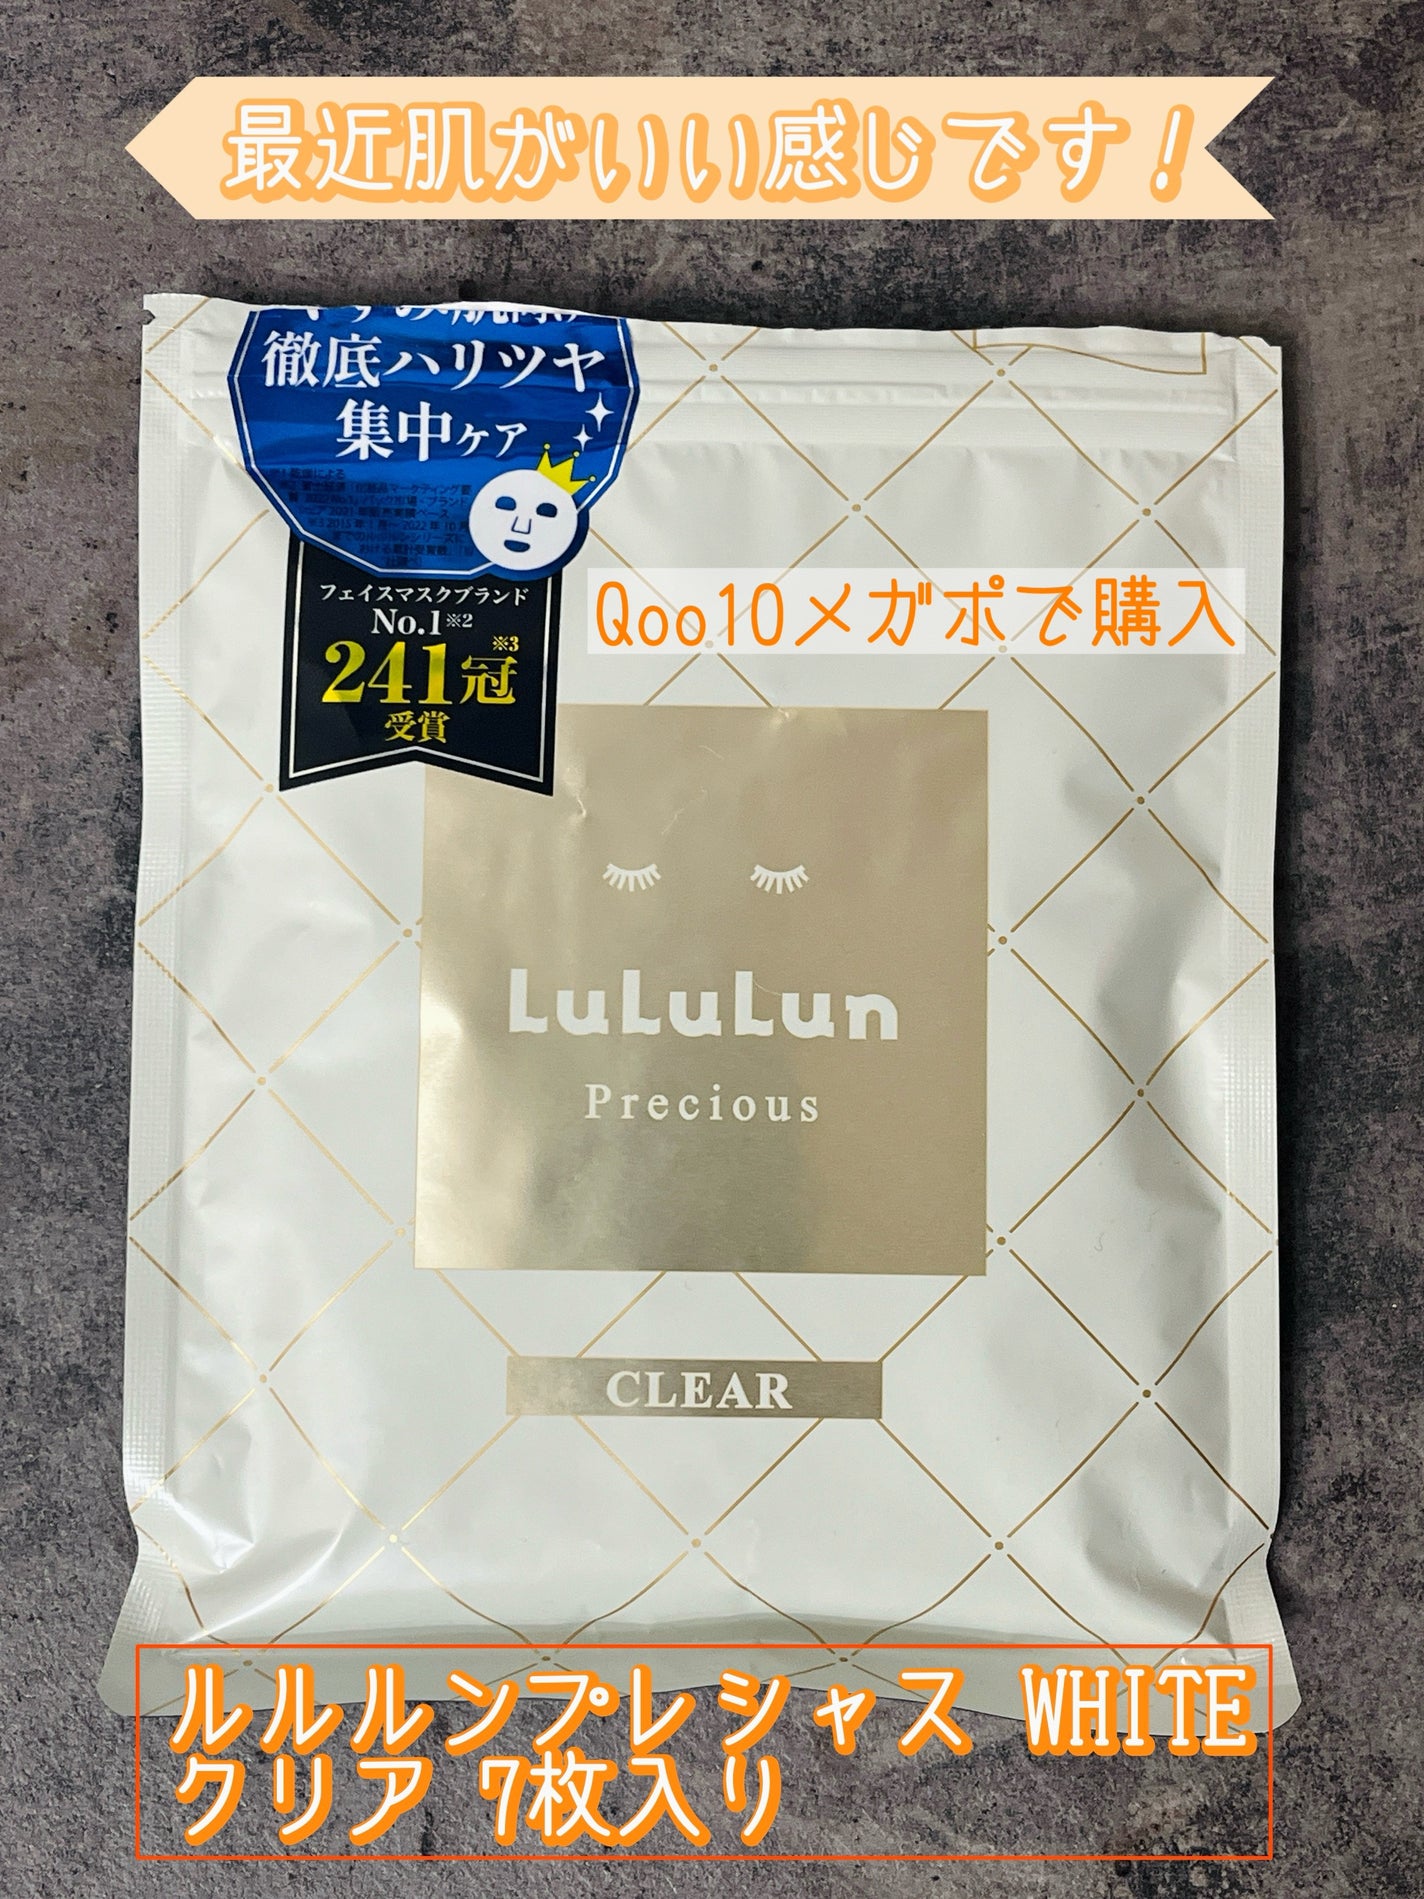 最近肌がいい感じです！
徹底ハリツヤ
集中ケア
フェイスマスクブランド
No.1※2
241冠※3
受賞
Qoo10メガポで購入
LuLuLun
Precious
CLEAR
ルルルンプレシャス WHITE
クリア 7枚入り